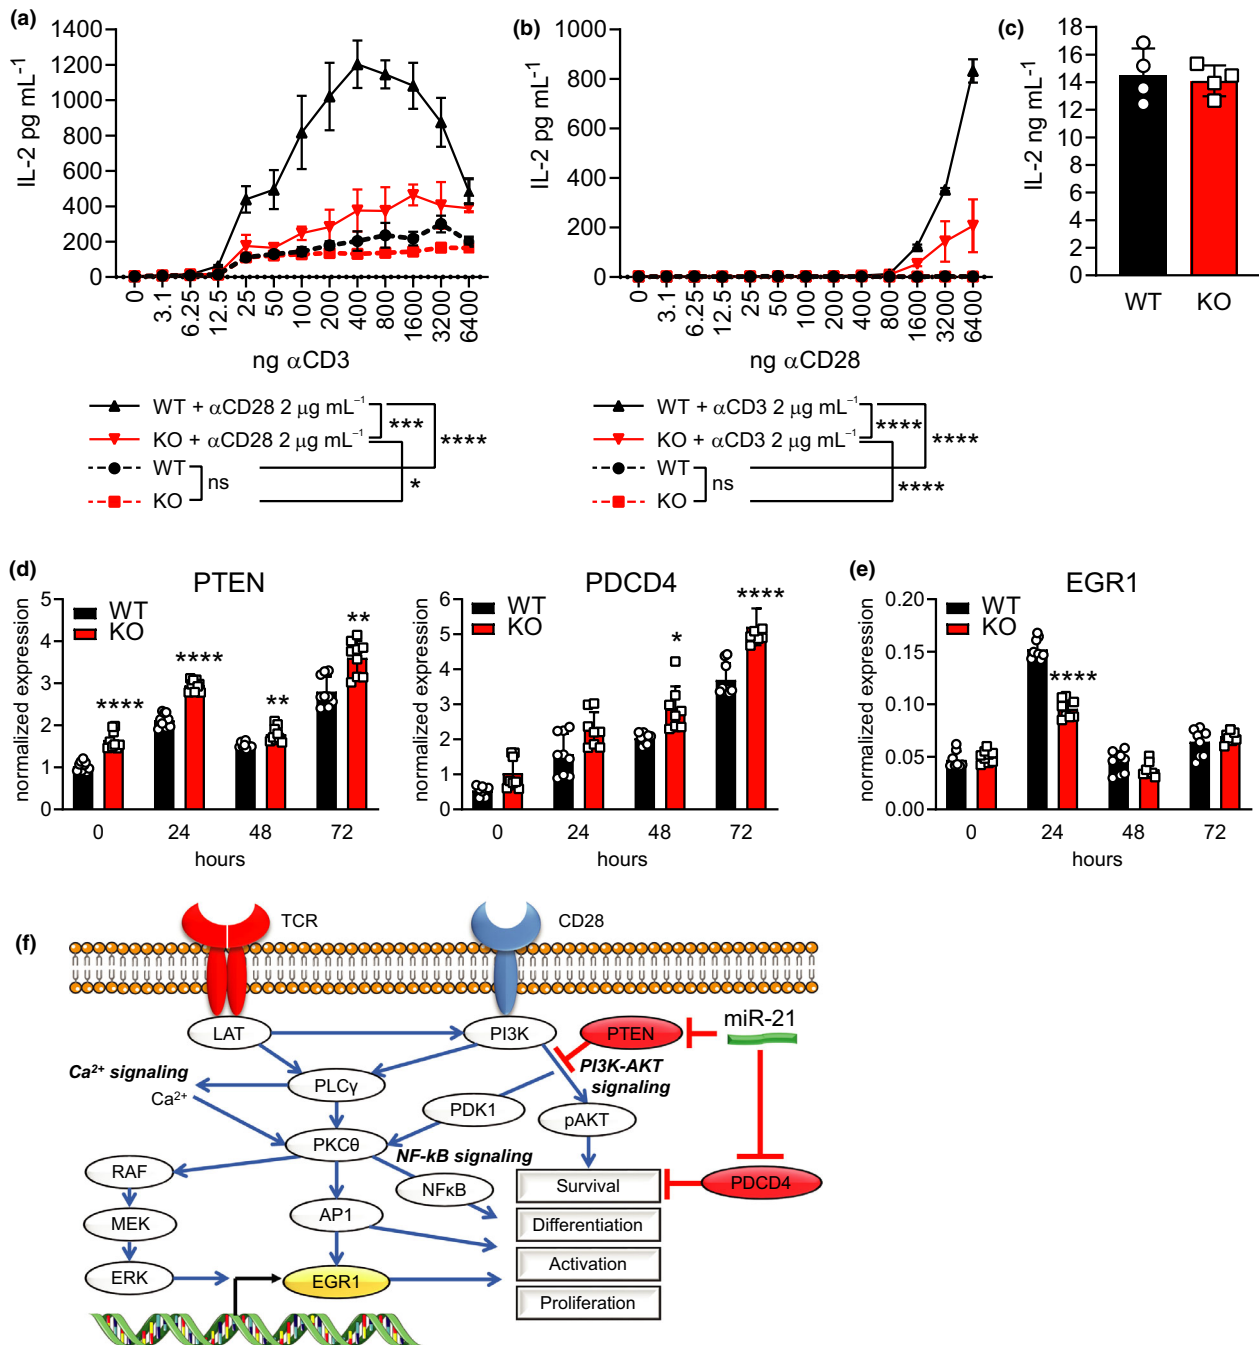 (a)
1400
1200
1000
800
600
400
200
0
IL-2 pg mL⁻¹
0
3.1
6.25
12.5
25
50
100
200
400
800
1600
3200
6400
ng αCD3
WT + αCD28 2 µg mL⁻¹
KO + αCD28 2 µg mL⁻¹
WT
KO
ns
***
****
*
(b)
1000
800
600
400
200
0
IL-2 pg mL⁻¹
0
3.1
6.25
12.5
25
50
100
200
400
800
1600
3200
6400
ng αCD28
WT + αCD3 2 µg mL⁻¹
KO + αCD3 2 µg mL⁻¹
WT
KO
ns
****
****
****
(c)
18
16
14
12
10
8
6
4
2
0
IL-2 ng mL⁻¹
WT
KO
(d)
PTEN
WT
KO
5
4
3
2
1
0
normalized expression
****
****
**
**
0
24
48
72
hours
PDCD4
WT
KO
6
5
4
3
2
1
0
normalized expression
*
****
0
24
48
72
hours
(e)
EGR1
WT
KO
0.20
0.15
0.10
0.05
0.00
normalized expression
****
0
24
48
72
hours
(f)
TCR
CD28
LAT
PI3K
PTEN
miR-21
Ca²⁺ signaling
Ca²⁺
PLCγ
PI3K-AKT
signaling
PDK1
pAKT
PKCθ
NF-kB signaling
RAF
NFκB
Survival
PDCD4
MEK
AP1
Differentiation
Activation
ERK
EGR1
Proliferation